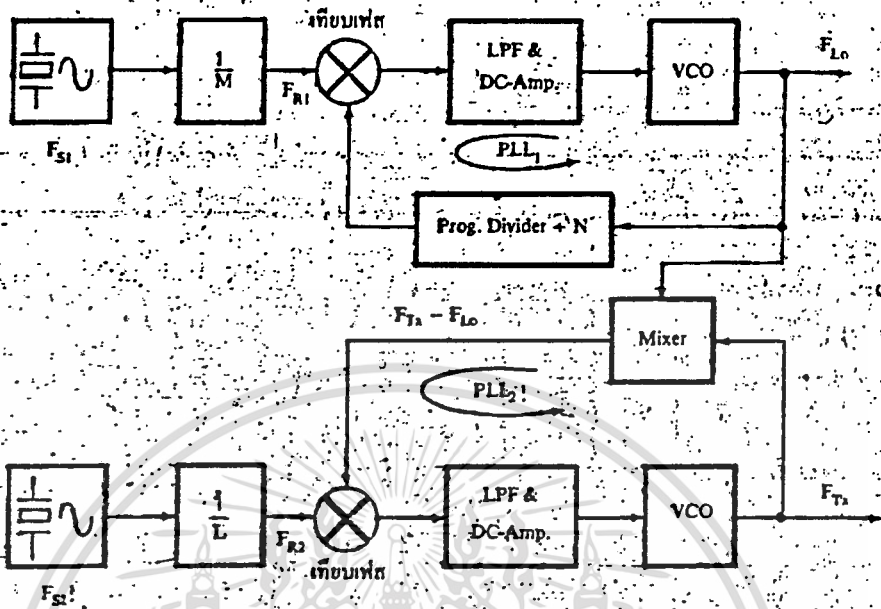 เทียบเฟส
1
M
LPF &
DC-Amp.
VCO
F_Lo
F_R1
F_S1
PLL₁
Prog. Divider ÷ N
F_Tx - F_Lo
Mixer
PLL₂
1
L
LPF &
DC-Amp.
VCO
F_Tx
F_R2
เทียบเฟส
F_S2